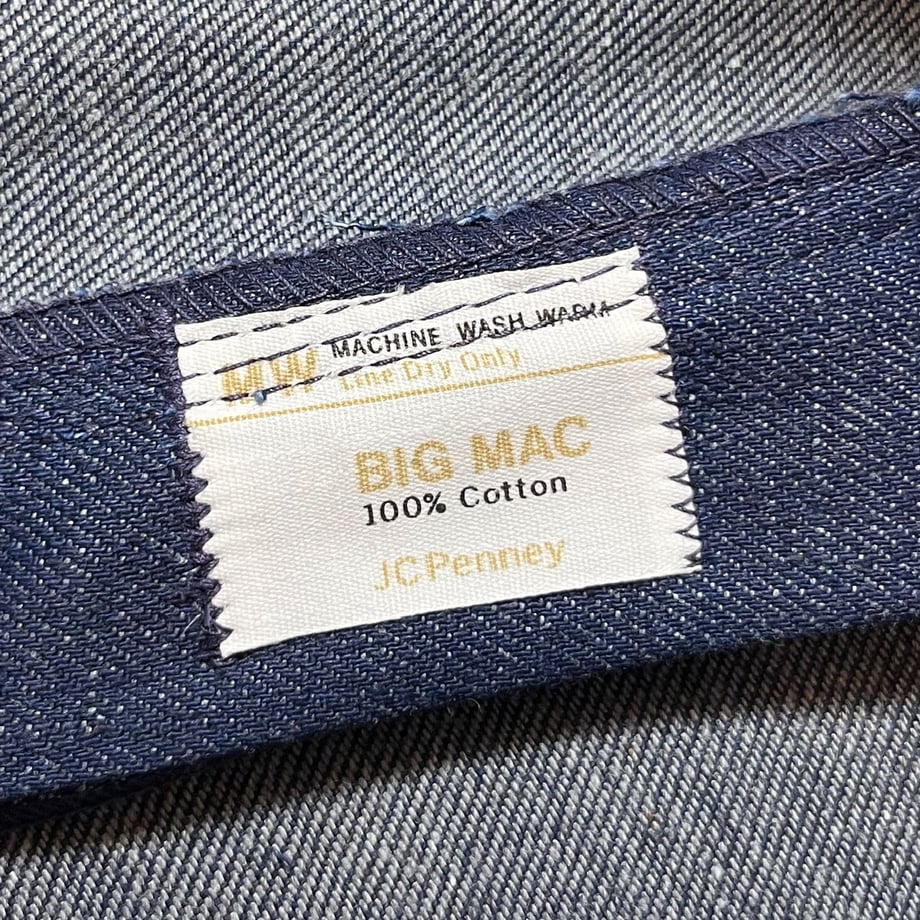 MW MACHINE WASH WARM
Line Dry Only
BIG MAC
100% Cotton
JCPenney